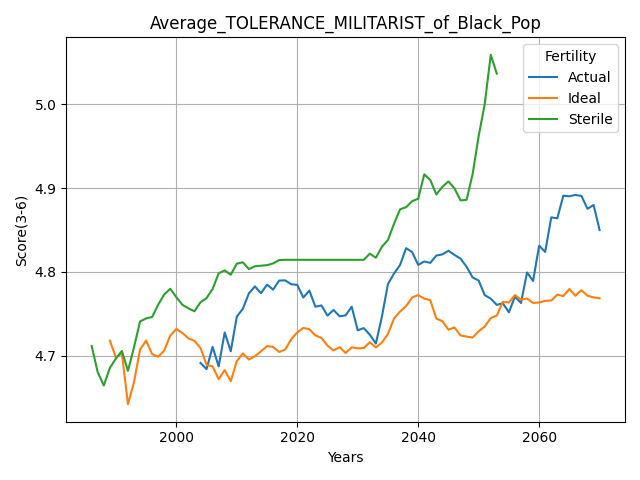 Average_TOLERANCE_MILITARIST_of_Black_Pop
Fertility
Actual
Ideal
Sterile
Score(3-6)
5.0
4.9
4.8
4.7
2000
2020
2040
2060
Years